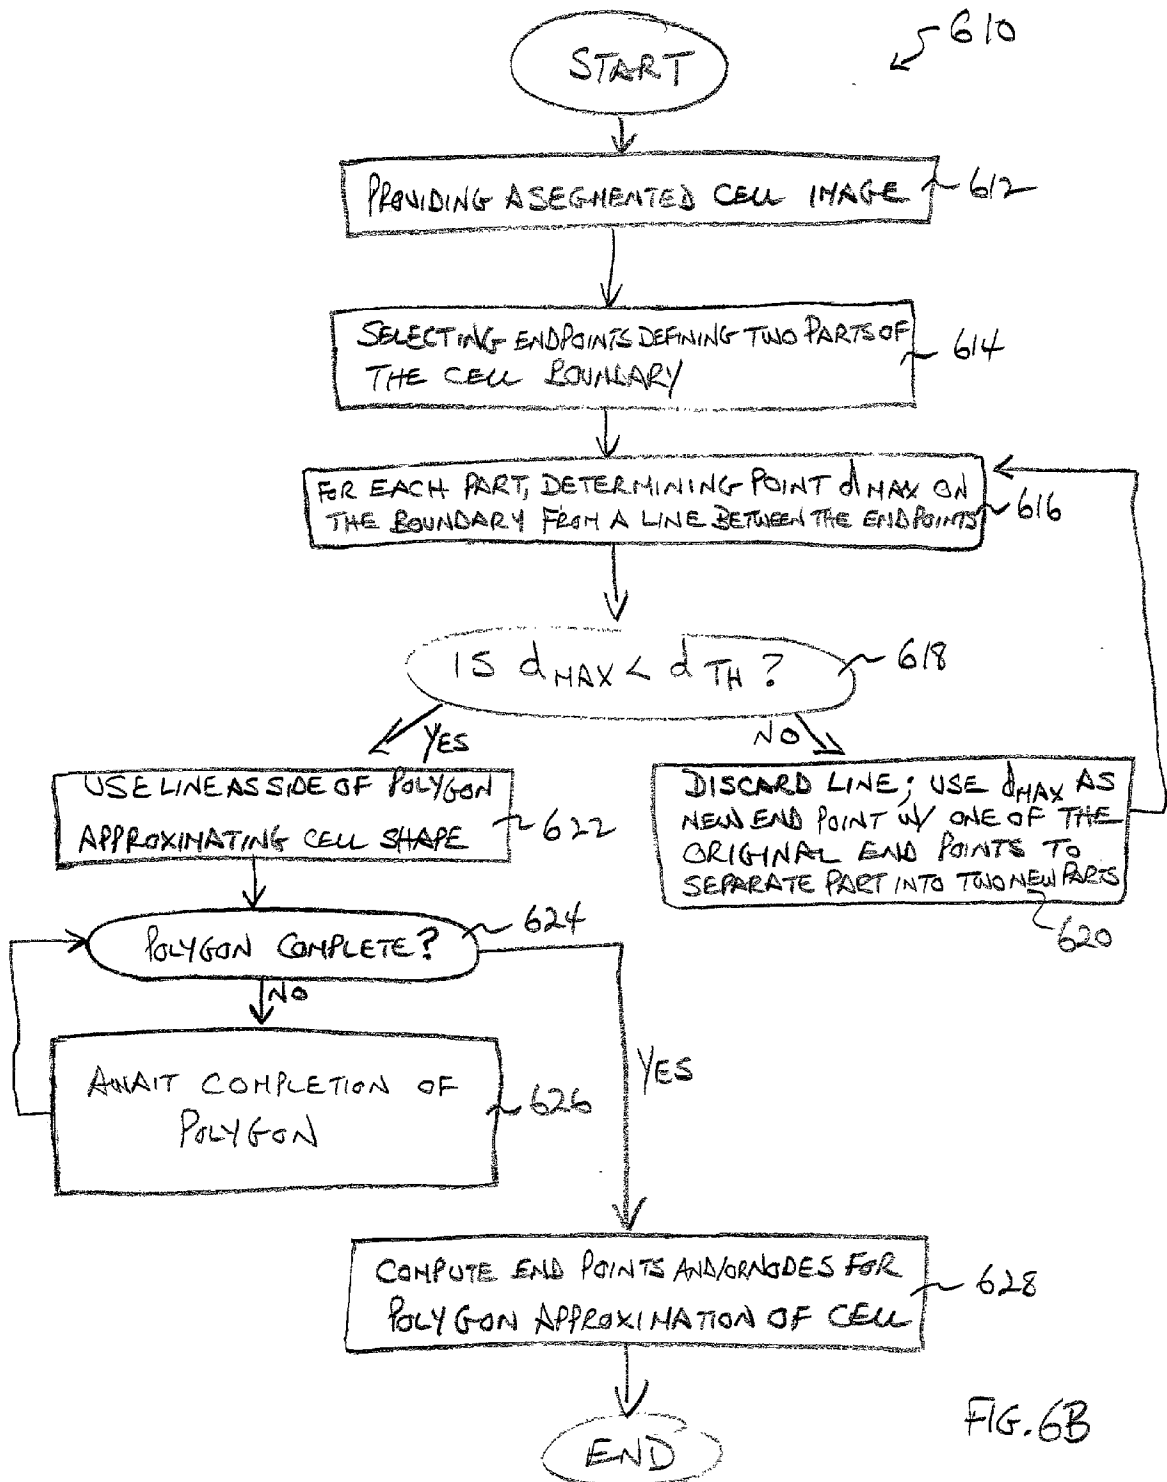 START
610
PROVIDING A SEGMENTED CELL IMAGE
612
SELECTING ENDPOINTS DEFINING TWO PARTS OF
THE CELL BOUNDARY
614
FOR EACH PART, DETERMINING POINT dMAX ON
THE BOUNDARY FROM A LINE BETWEEN THE ENDPOINTS
616
IS dMAX < dTH ?
618
YES
NO
USE LINE AS SIDE OF POLYGON
APPROXIMATING CELL SHAPE
622
DISCARD LINE; USE dMAX AS
NEW END POINT W/ ONE OF THE
ORIGINAL END POINTS TO
SEPARATE PART INTO TWO NEW PARTS
620
POLYGON COMPLETE?
624
NO
YES
AWAIT COMPLETION OF
POLYGON
626
COMPUTE END POINTS AND/OR NODES FOR
POLYGON APPROXIMATION OF CELL
628
END
FIG. 6B